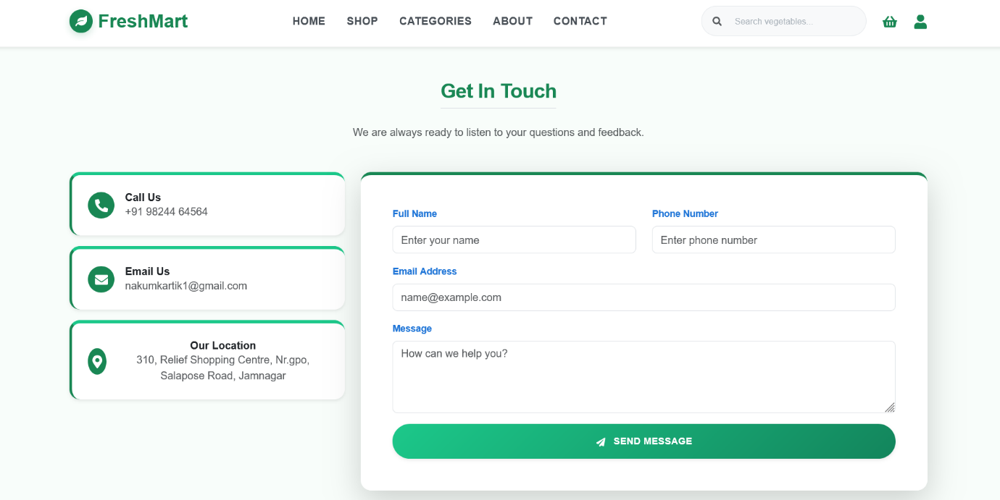 FreshMart
HOME SHOP CATEGORIES ABOUT CONTACT
Search vegetables...
Get In Touch
We are always ready to listen to your questions and feedback.
Call Us
+91 98244 64564
Email Us
nakumkartik1@gmail.com
Our Location
310, Relief Shopping Centre, Nr.gpo,
Salapose Road, Jamnagar
Full Name
Enter your name
Phone Number
Enter phone number
Email Address
name@example.com
Message
How can we help you?
SEND MESSAGE